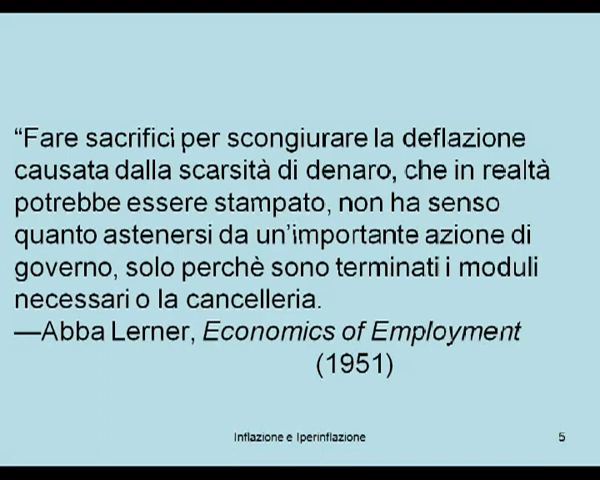 “Fare sacrifici per scongiurare la deflazione
causata dalla scarsità di denaro, che in realtà
potrebbe essere stampato, non ha senso
quanto astenersi da un’importante azione di
governo, solo perchè sono terminati i moduli
necessari o la cancelleria.
—Abba Lerner, Economics of Employment
(1951)
Inflazione e Iperinflazione 5